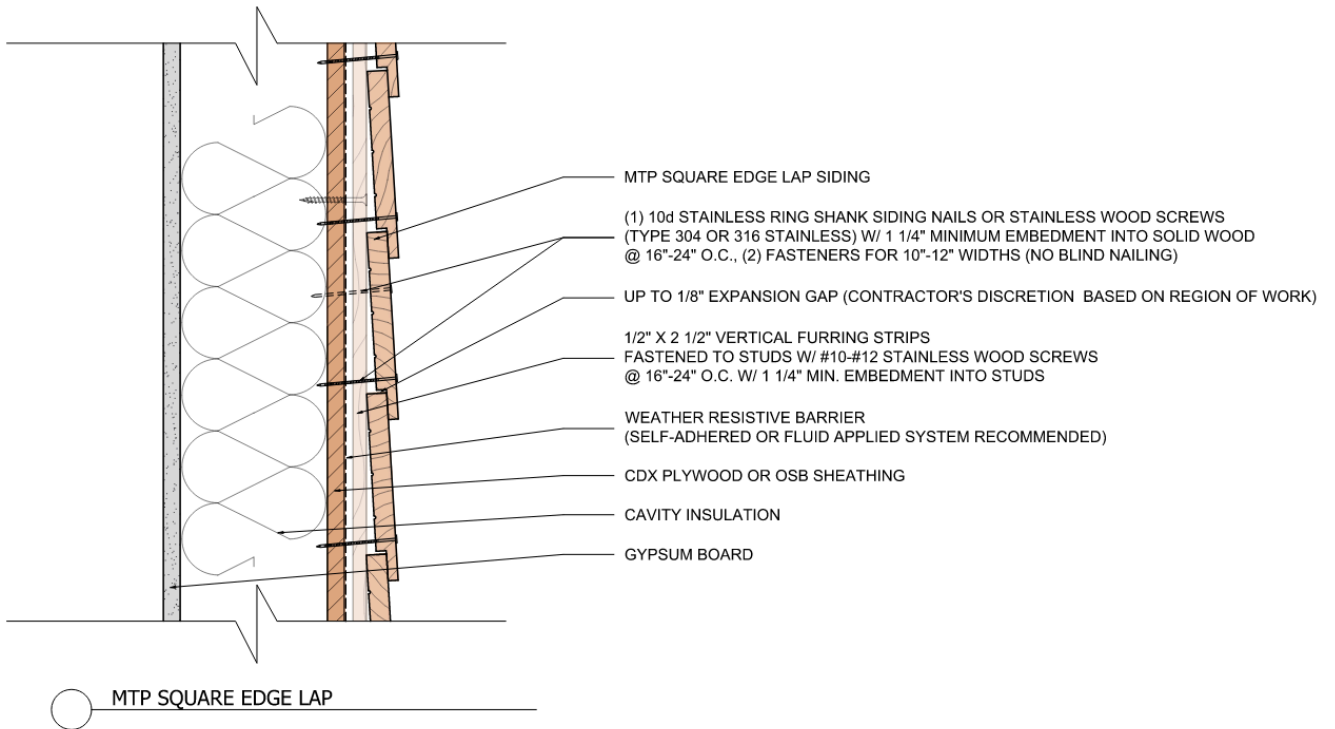 MTP SQUARE EDGE LAP SIDING
(1) 10d STAINLESS RING SHANK SIDING NAILS OR STAINLESS WOOD SCREWS
(TYPE 304 OR 316 STAINLESS) W/ 1 1/4" MINIMUM EMBEDMENT INTO SOLID WOOD
@ 16"-24" O.C., (2) FASTENERS FOR 10"-12" WIDTHS (NO BLIND NAILING)
UP TO 1/8" EXPANSION GAP (CONTRACTOR'S DISCRETION BASED ON REGION OF WORK)
1/2" X 2 1/2" VERTICAL FURRING STRIPS
FASTENED TO STUDS W/ #10-#12 STAINLESS WOOD SCREWS
@ 16"-24" O.C. W/ 1 1/4" MIN. EMBEDMENT INTO STUDS
WEATHER RESISTIVE BARRIER
(SELF-ADHERED OR FLUID APPLIED SYSTEM RECOMMENDED)
CDX PLYWOOD OR OSB SHEATHING
CAVITY INSULATION
GYPSUM BOARD
MTP SQUARE EDGE LAP